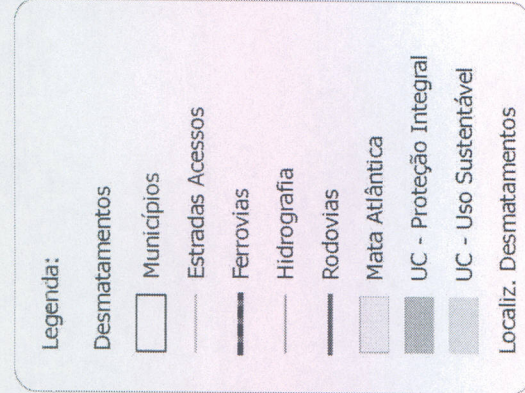 Legenda:
Desmatamentos
Municípios
Estradas Acessos
Ferrovias
Hidrografia
Rodovias
Mata Atlântica
UC - Proteção Integral
UC - Uso Sustentável
Localiz. Desmatamentos